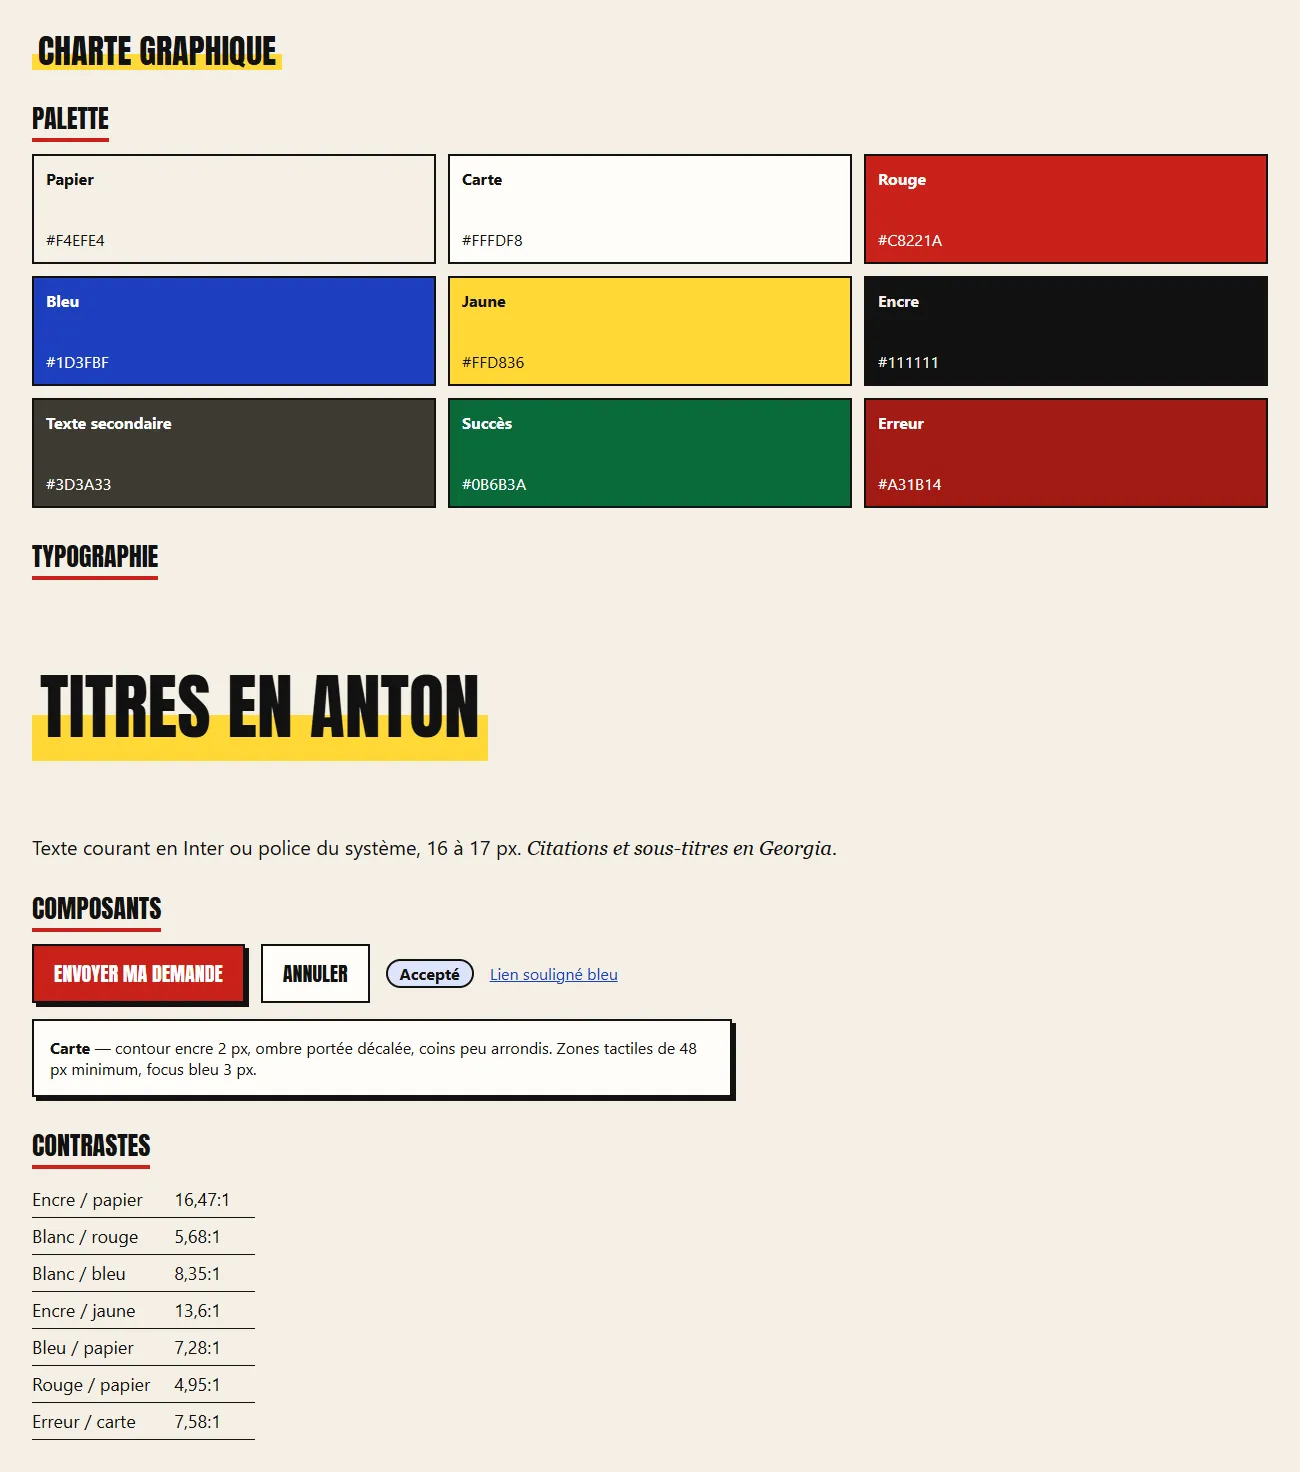 CHARTE GRAPHIQUE
PALETTE
Papier
#F4EFE4
Carte
#FFFDF8
Rouge
#C8221A
Bleu
#1D3FBF
Jaune
#FFD836
Encre
#111111
Texte secondaire
#3D3A33
Succès
#0B6B3A
Erreur
#A31B14
TYPOGRAPHIE
TITRES EN ANTON
Texte courant en Inter ou police du système, 16 à 17 px. Citations et sous-titres en Georgia.
COMPOSANTS
ENVOYER MA DEMANDE
ANNULER
Accepté
Lien souligné bleu
Carte — contour encre 2 px, ombre portée décalée, coins peu arrondis. Zones tactiles de 48
px minimum, focus bleu 3 px.
CONTRASTES
Encre / papier 16,47:1
Blanc / rouge 5,68:1
Blanc / bleu 8,35:1
Encre / jaune 13,6:1
Bleu / papier 7,28:1
Rouge / papier 4,95:1
Erreur / carte 7,58:1